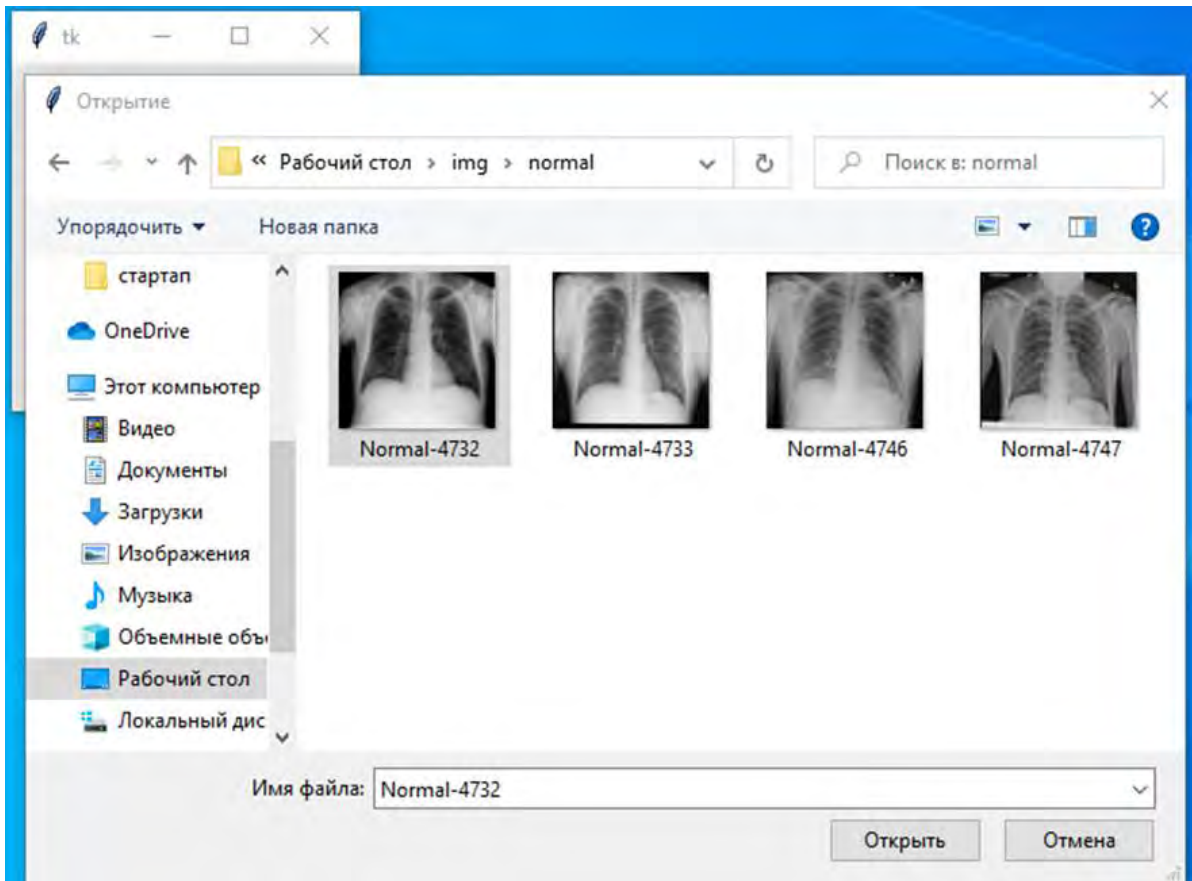 tk
Открытие
« Рабочий стол › img › normal
Поиск в: normal
Упорядочить
Новая папка
стартап
OneDrive
Этот компьютер
Видео
Документы
Загрузки
Изображения
Музыка
Объемные объ
Рабочий стол
Локальный дис
Normal-4732
Normal-4733
Normal-4746
Normal-4747
Имя файла: Normal-4732
Открыть
Отмена